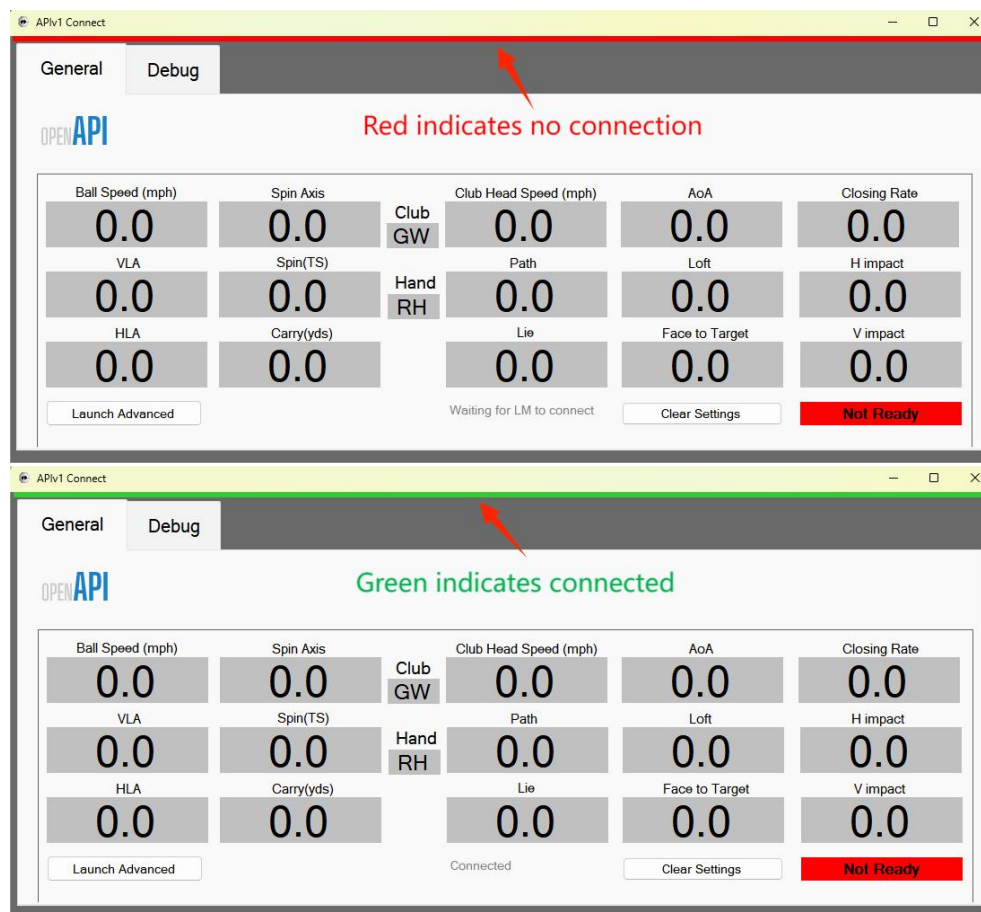 APIv1 Connect
General Debug
OPENAPI
Red indicates no connection
Ball Speed (mph) Spin Axis Club Head Speed (mph) AoA Closing Rate
0.0 0.0 Club GW 0.0 0.0 0.0
VLA Spin(TS) Path Loft H impact
0.0 0.0 Hand RH 0.0 0.0 0.0
HLA Carry(yds) Lie Face to Target V impact
0.0 0.0 0.0 0.0 0.0
Launch Advanced Waiting for LM to connect Clear Settings Not Ready
APIv1 Connect
General Debug
OPENAPI
Green indicates connected
Ball Speed (mph) Spin Axis Club Head Speed (mph) AoA Closing Rate
0.0 0.0 Club GW 0.0 0.0 0.0
VLA Spin(TS) Path Loft H impact
0.0 0.0 Hand RH 0.0 0.0 0.0
HLA Carry(yds) Lie Face to Target V impact
0.0 0.0 0.0 0.0 0.0
Launch Advanced Connected Clear Settings Not Ready